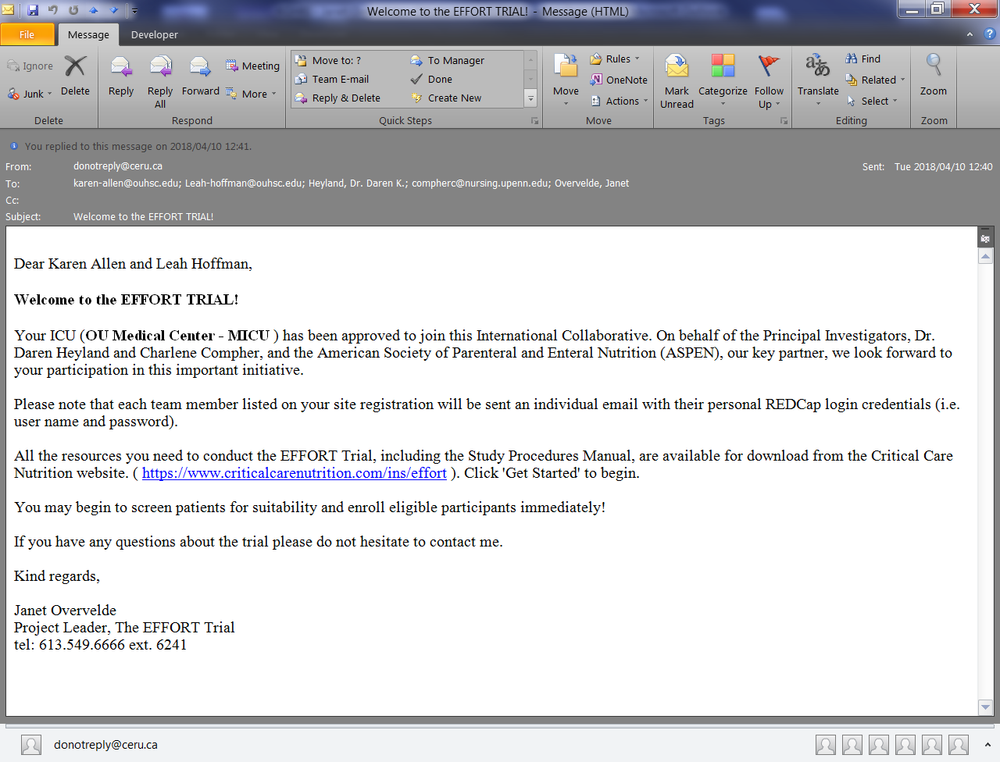 Welcome to the EFFORT TRIAL! - Message (HTML)
File Message Developer
Ignore
Junk
Delete
Delete
Reply
Reply All
Forward
Meeting
More
Respond
Move to: ? To Manager
Team E-mail Done
Reply & Delete Create New
Quick Steps
Move
Rules
OneNote
Actions
Move
Mark Unread
Categorize
Follow Up
Tags
Translate
Find
Related
Select
Editing
Zoom
Zoom
You replied to this message on 2018/04/10 12:41.
From: donotreply@ceru.ca Sent: Tue 2018/04/10 12:40
To: karen-allen@ouhsc.edu; Leah-hoffman@ouhsc.edu; Heyland, Dr. Daren K.; compherc@nursing.upenn.edu; Overvelde, Janet
Cc:
Subject: Welcome to the EFFORT TRIAL!
Dear Karen Allen and Leah Hoffman,
Welcome to the EFFORT TRIAL!
Your ICU (OU Medical Center - MICU ) has been approved to join this International Collaborative. On behalf of the Principal Investigators, Dr.
Daren Heyland and Charlene Compher, and the American Society of Parenteral and Enteral Nutrition (ASPEN), our key partner, we look forward to
your participation in this important initiative.
Please note that each team member listed on your site registration will be sent an individual email with their personal REDCap login credentials (i.e.
user name and password).
All the resources you need to conduct the EFFORT Trial, including the Study Procedures Manual, are available for download from the Critical Care
Nutrition website. ( https://www.criticalcarenutrition.com/ins/effort ). Click 'Get Started' to begin.
You may begin to screen patients for suitability and enroll eligible participants immediately!
If you have any questions about the trial please do not hesitate to contact me.
Kind regards,
Janet Overvelde
Project Leader, The EFFORT Trial
tel: 613.549.6666 ext. 6241
donotreply@ceru.ca